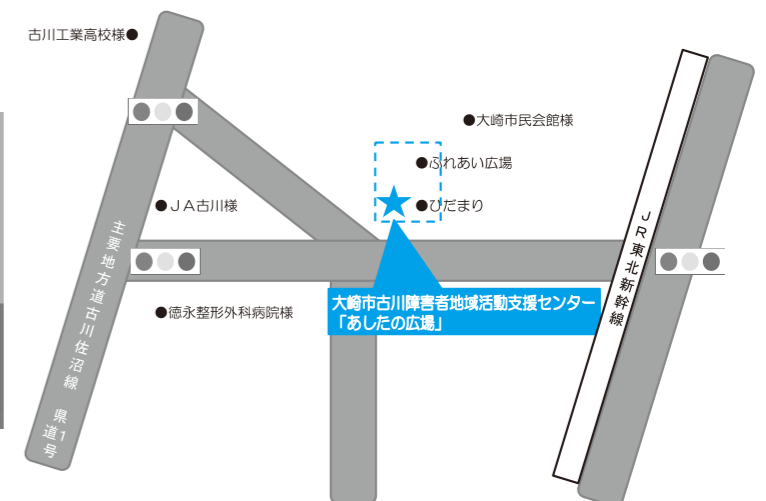 古川工業高校様●
●大崎市民会館様
●ふれあい広場
●ＪＡ古川様
●ひだまり
主要地方道古川佐沼線 県道1号
ＪＲ東北新幹線
大崎市古川障害者地域活動支援センター
「あしたの広場」
●徳永整形外科病院様